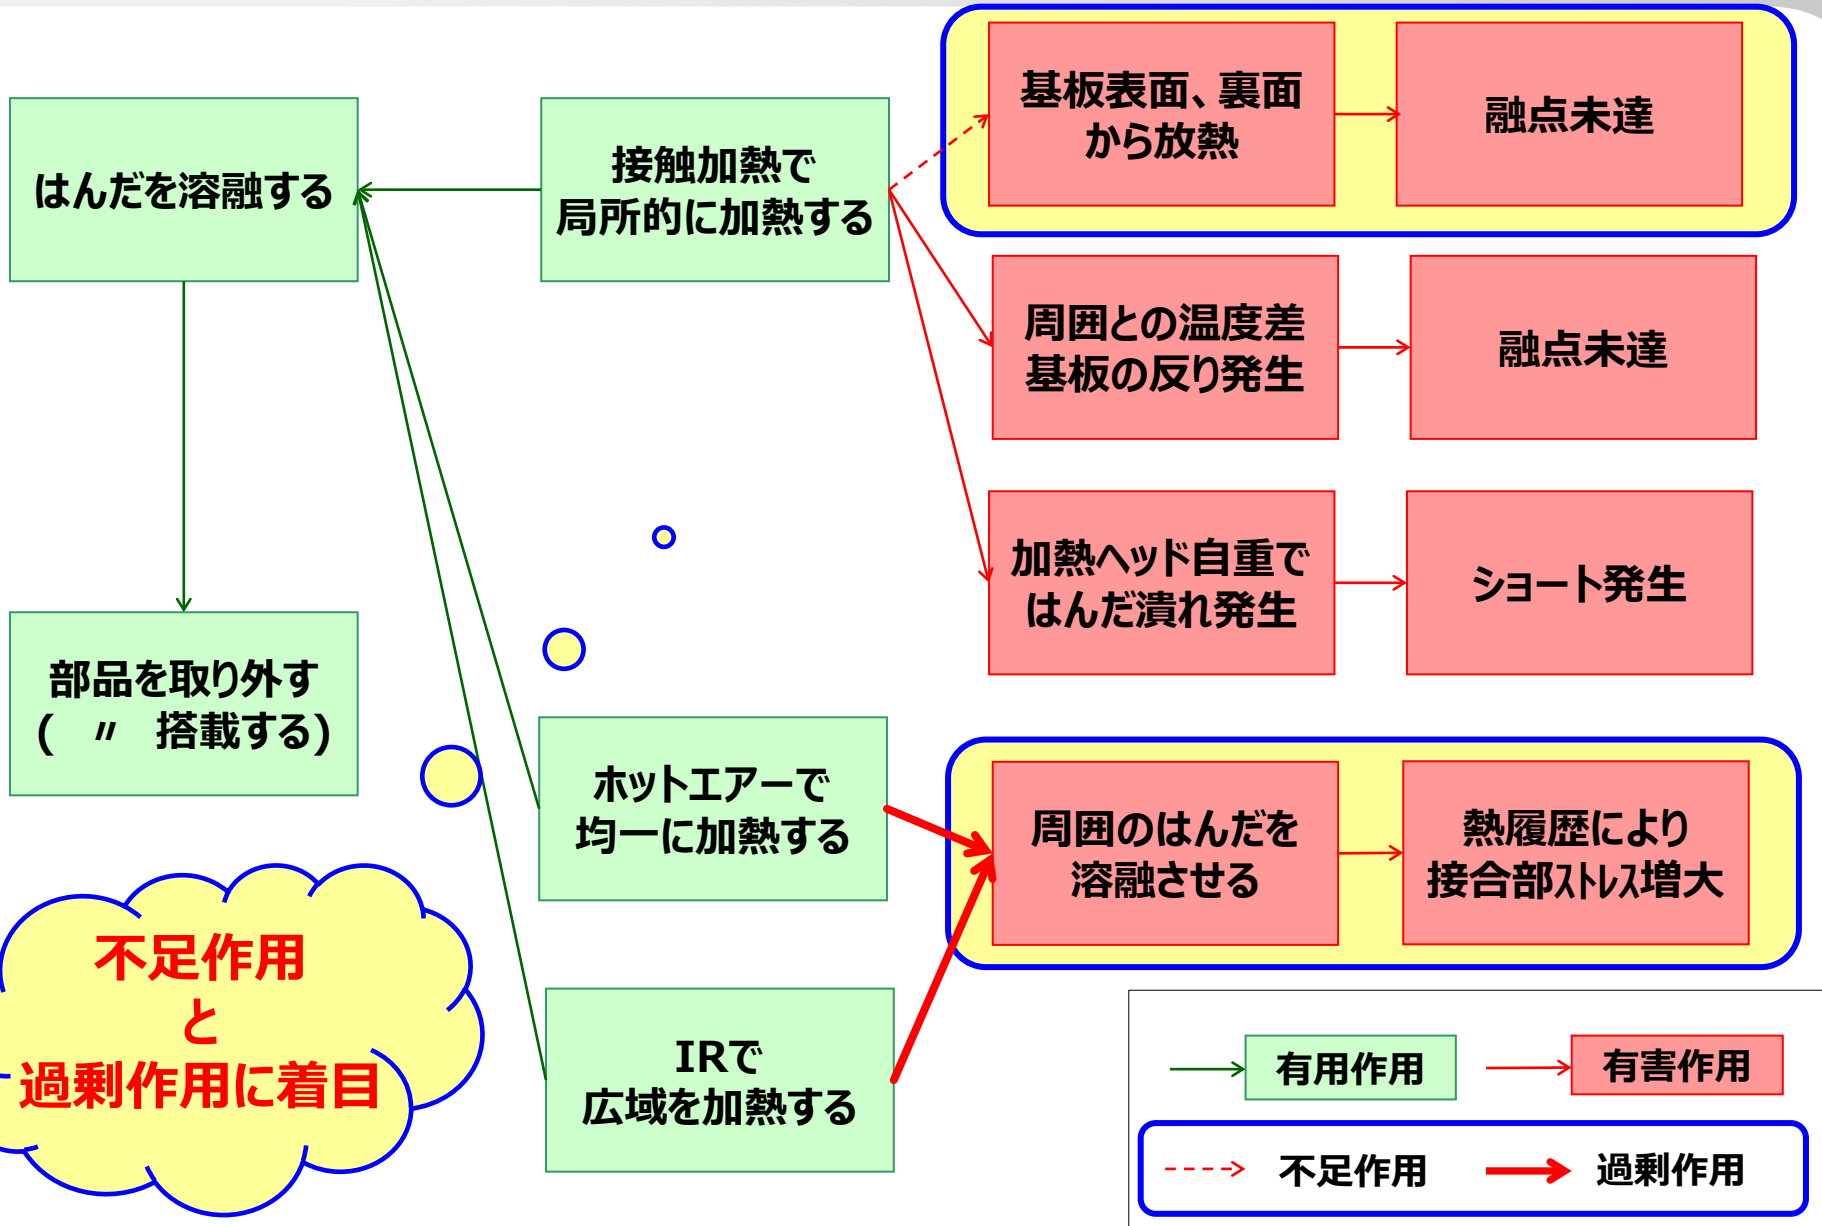 基板表面、裏面
から放熱
融点未達
はんだを溶融する
接触加熱で
局所的に加熱する
周囲との温度差
基板の反り発生
融点未達
加熱ヘッド自重で
はんだ潰れ発生
ショート発生
部品を取り外す
(　〃　搭載する)
ホットエアーで
均一に加熱する
周囲のはんだを
溶融させる
熱履歴により
接合部ｽﾄﾚｽ増大
不足作用
と
過剰作用に着目
IRで
広域を加熱する
有用作用
有害作用
不足作用
過剰作用